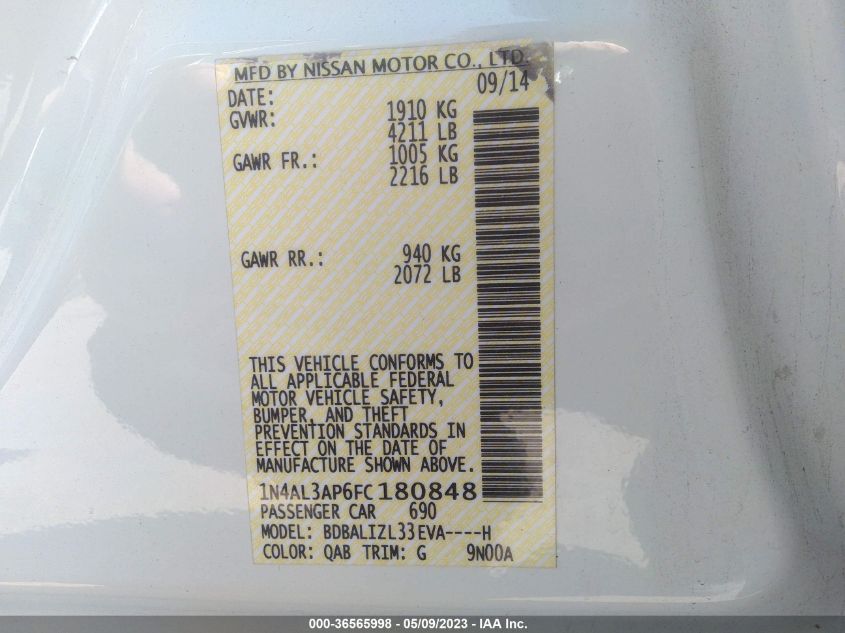 MFD BY NISSAN MOTOR CO., LTD.
DATE: 09/14
GVWR: 1910 KG
4211 LB
GAWR FR.: 1005 KG
2216 LB
GAWR RR.: 940 KG
2072 LB
THIS VEHICLE CONFORMS TO
ALL APPLICABLE FEDERAL
MOTOR VEHICLE SAFETY,
BUMPER, AND THEFT
PREVENTION STANDARDS IN
EFFECT ON THE DATE OF
MANUFACTURE SHOWN ABOVE.
1N4AL3AP6FC180848
PASSENGER CAR 690
MODEL: BDBALIZL33EVA----H
COLOR: QAB TRIM: G 9N00A
000-36565998 - 05/09/2023 - IAA Inc.